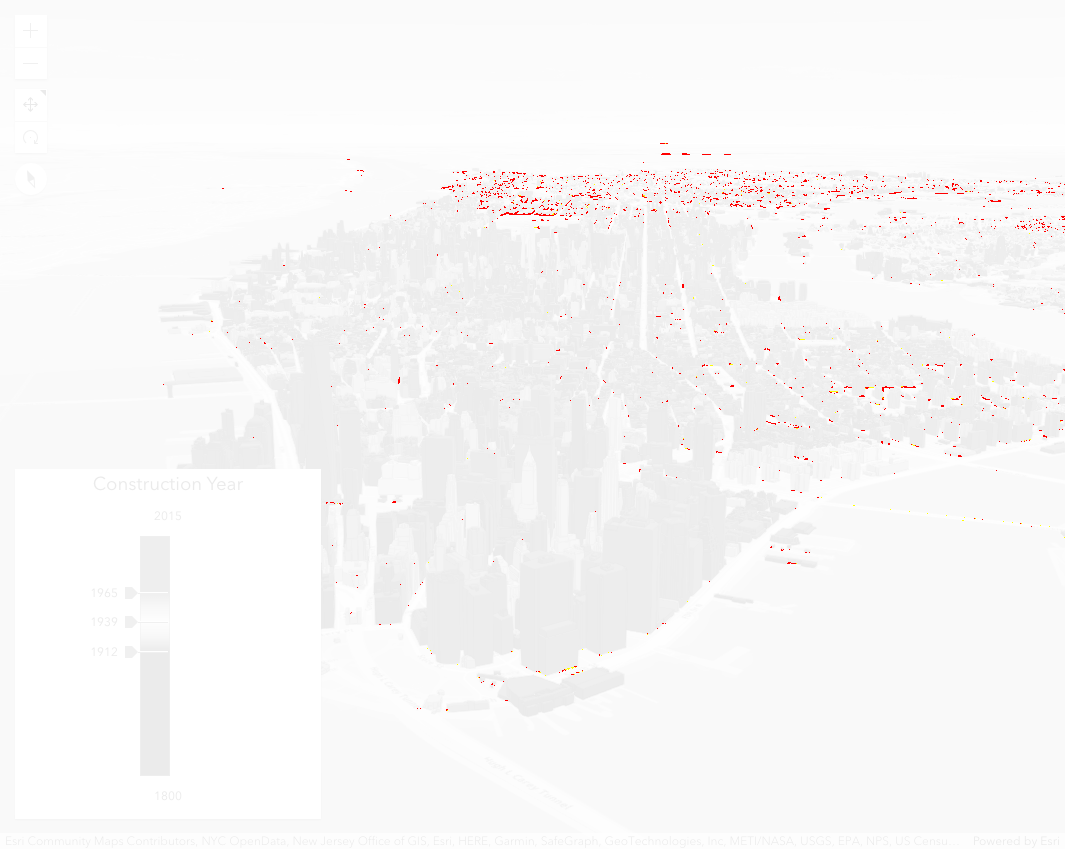 Construction Year
2015
1965
1939
1912
1800
Esri Community Maps Contributors, NYC OpenData, New Jersey Office of GIS, Esri, HERE, Garmin, SafeGraph, GeoTechnologies, Inc, METI/NASA, USGS, EPA, NPS, US Censu
Powered by Esri